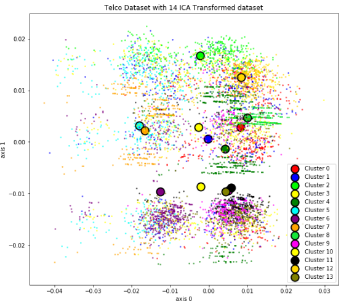 Telco Dataset with 14 ICA Transformed dataset
axis 1
0.02
0.01
0.00
−0.01
−0.02
−0.04
−0.03
−0.02
−0.01
0.00
0.01
0.02
0.03
axis 0
Cluster 0
Cluster 1
Cluster 2
Cluster 3
Cluster 4
Cluster 5
Cluster 6
Cluster 7
Cluster 8
Cluster 9
Cluster 10
Cluster 11
Cluster 12
Cluster 13